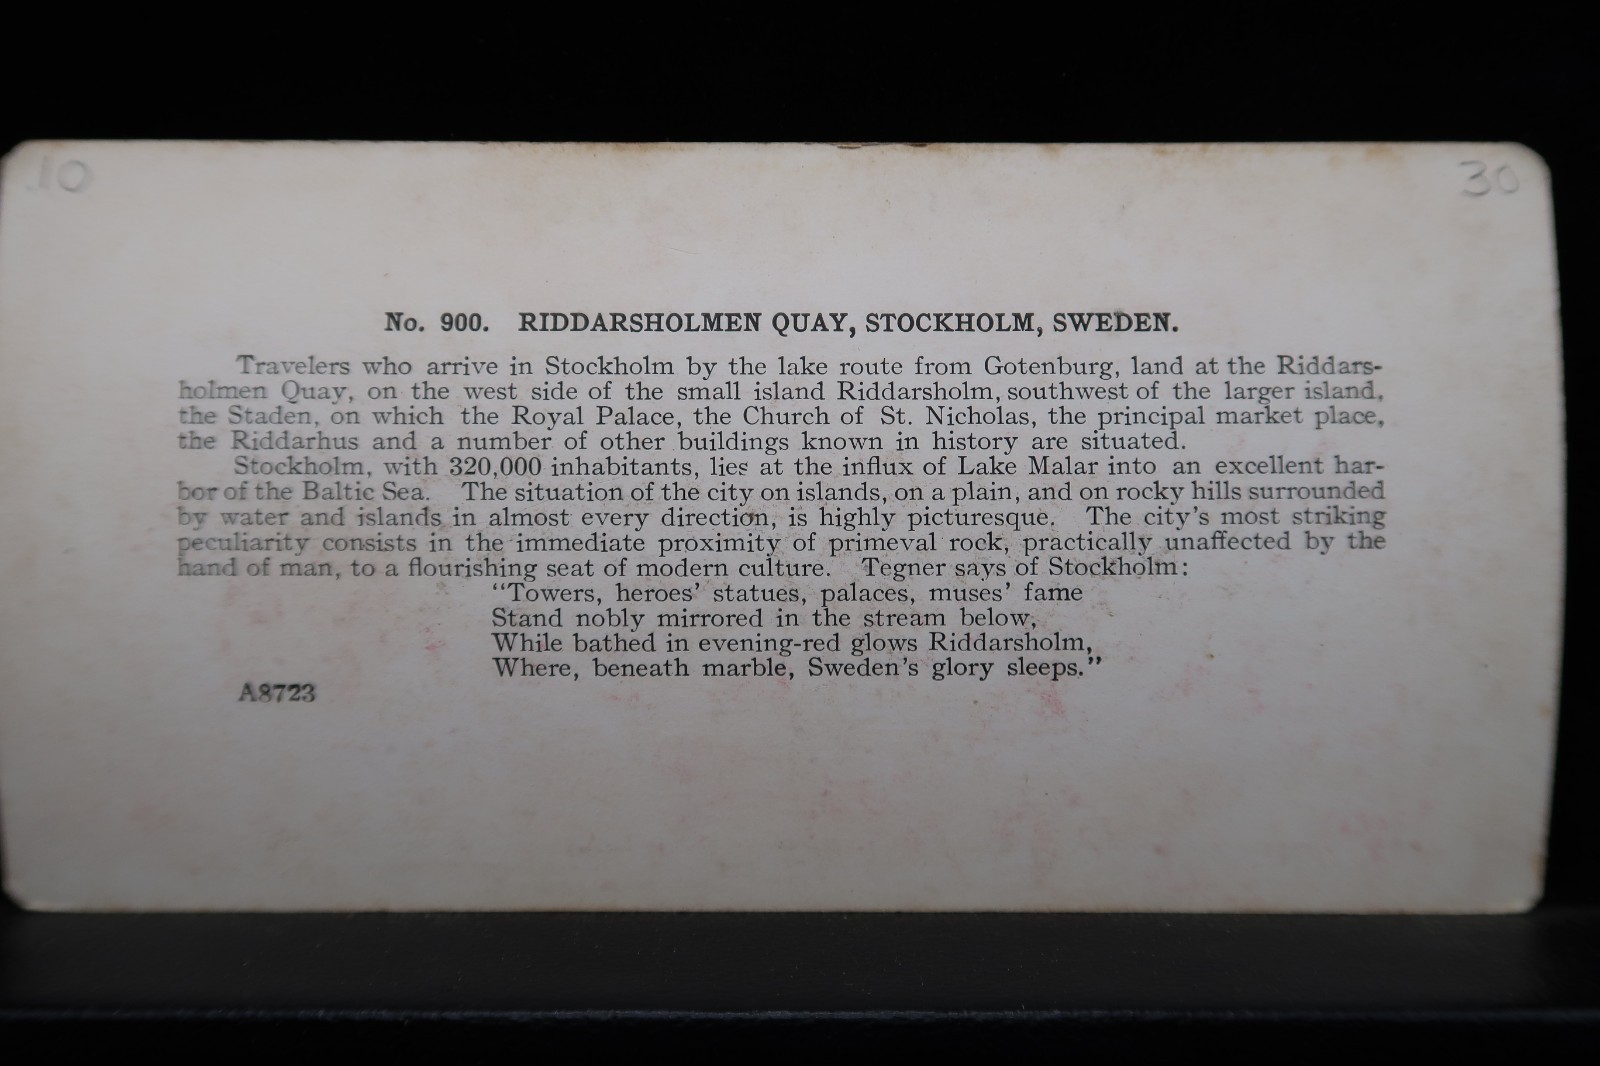 10
30
No. 900. RIDDARSHOLMEN QUAY, STOCKHOLM, SWEDEN.
Travelers who arrive in Stockholm by the lake route from Gotenburg, land at the Riddars-
holmen Quay, on the west side of the small island Riddarsholm, southwest of the larger island,
the Staden, on which the Royal Palace, the Church of St. Nicholas, the principal market place,
the Riddarhus and a number of other buildings known in history are situated.
Stockholm, with 320,000 inhabitants, lies at the influx of Lake Malar into an excellent har-
bor of the Baltic Sea. The situation of the city on islands, on a plain, and on rocky hills surrounded
by water and islands in almost every direction, is highly picturesque. The city's most striking
peculiarity consists in the immediate proximity of primeval rock, practically unaffected by the
hand of man, to a flourishing seat of modern culture. Tegner says of Stockholm:
"Towers, heroes' statues, palaces, muses' fame
Stand nobly mirrored in the stream below,
While bathed in evening-red glows Riddarsholm,
Where, beneath marble, Sweden's glory sleeps."
A8723